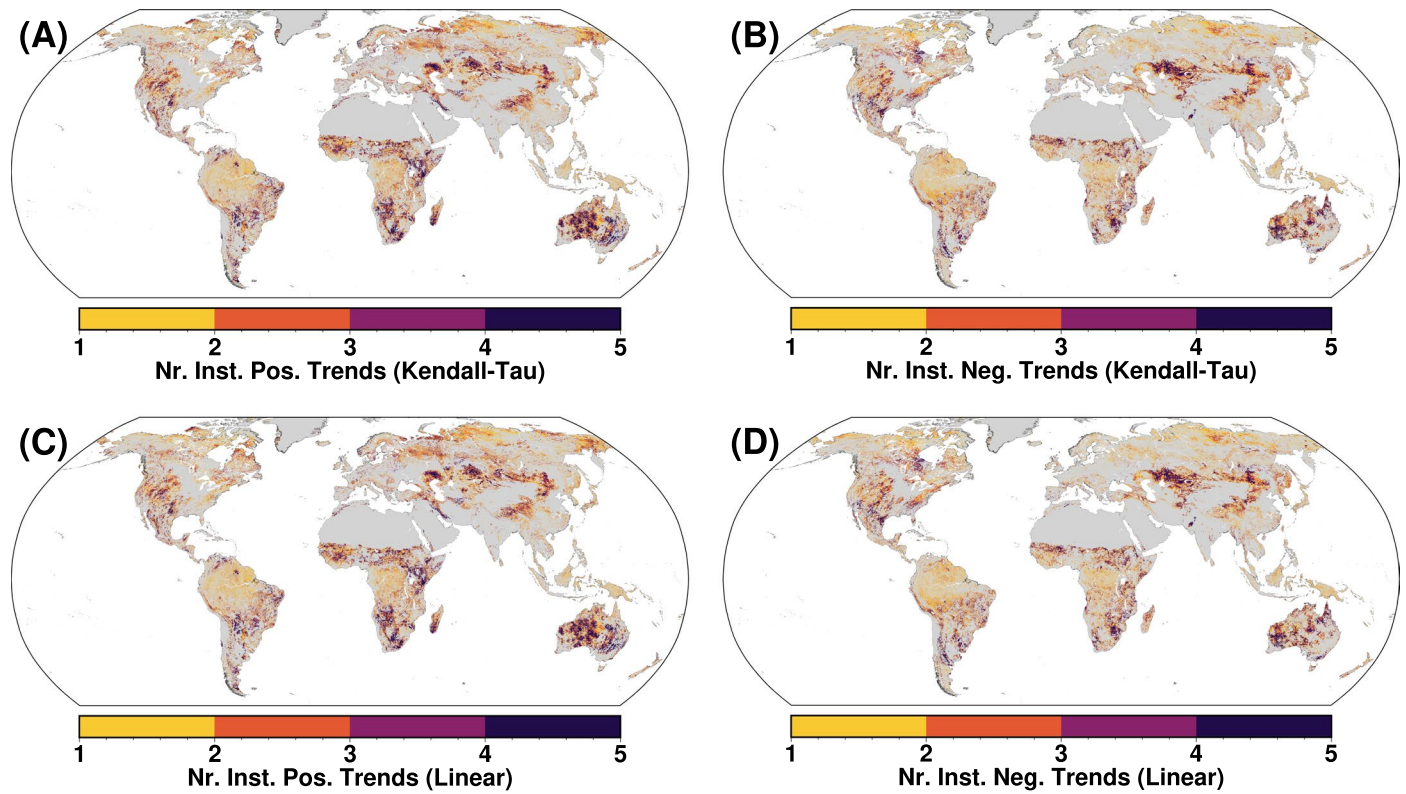 (A)
(B)
1 2 3 4 5
Nr. Inst. Pos. Trends (Kendall-Tau)
1 2 3 4 5
Nr. Inst. Neg. Trends (Kendall-Tau)
(C)
(D)
1 2 3 4 5
Nr. Inst. Pos. Trends (Linear)
1 2 3 4 5
Nr. Inst. Neg. Trends (Linear)